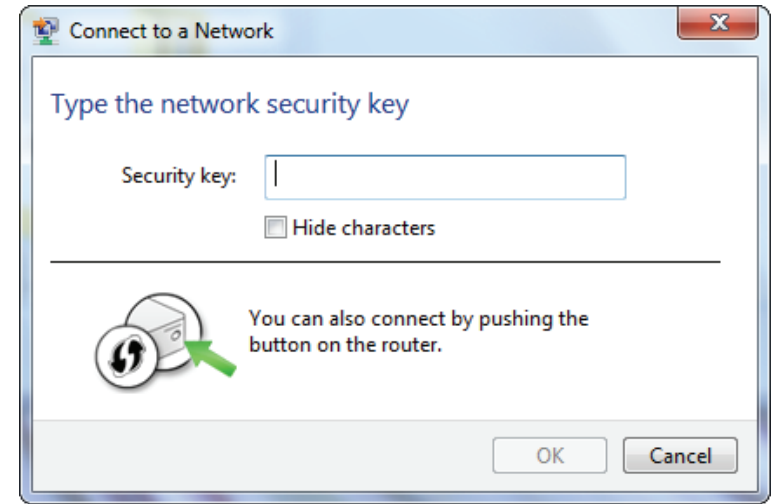 Connect to a Network
Type the network security key
Security key:
Hide characters
You can also connect by pushing the
button on the router.
OK
Cancel